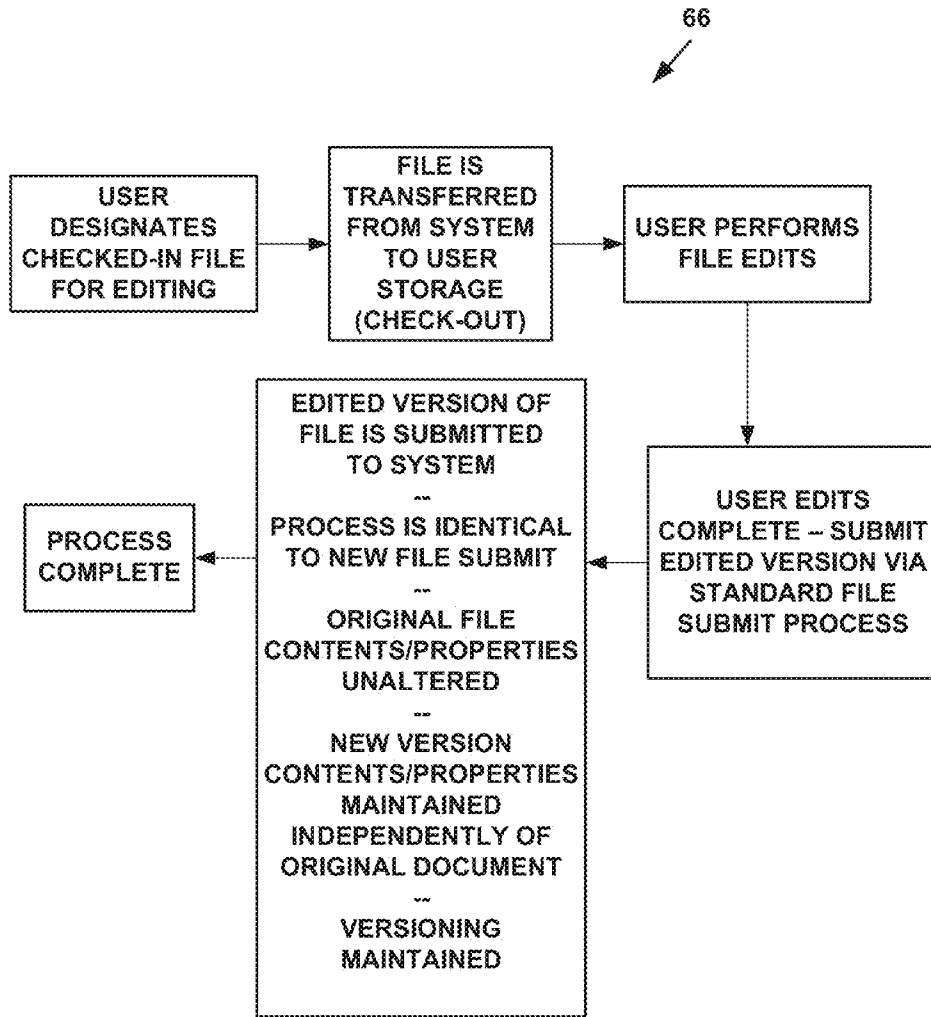 66
USER
DESIGNATES
CHECKED-IN FILE
FOR EDITING
FILE IS
TRANSFERRED
FROM SYSTEM
TO USER
STORAGE
(CHECK-OUT)
USER PERFORMS
FILE EDITS
USER EDITS
COMPLETE -- SUBMIT
EDITED VERSION VIA
STANDARD FILE
SUBMIT PROCESS
EDITED VERSION OF
FILE IS SUBMITTED
TO SYSTEM
--
PROCESS IS IDENTICAL
TO NEW FILE SUBMIT
--
ORIGINAL FILE
CONTENTS/PROPERTIES
UNALTERED
--
NEW VERSION
CONTENTS/PROPERTIES
MAINTAINED
INDEPENDENTLY OF
ORIGINAL DOCUMENT
--
VERSIONING
MAINTAINED
PROCESS
COMPLETE